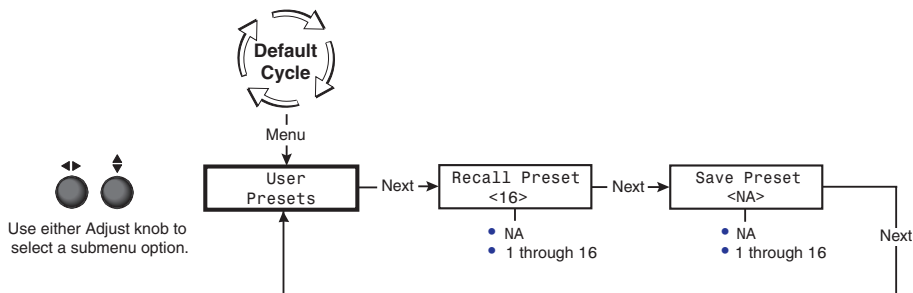 Default
Cycle
Menu
User
Presets
Next
Recall Preset
<16>
Next
Save Preset
<NA>
Next
• NA
• 1 through 16
• NA
• 1 through 16
Use either Adjust knob to
select a submenu option.